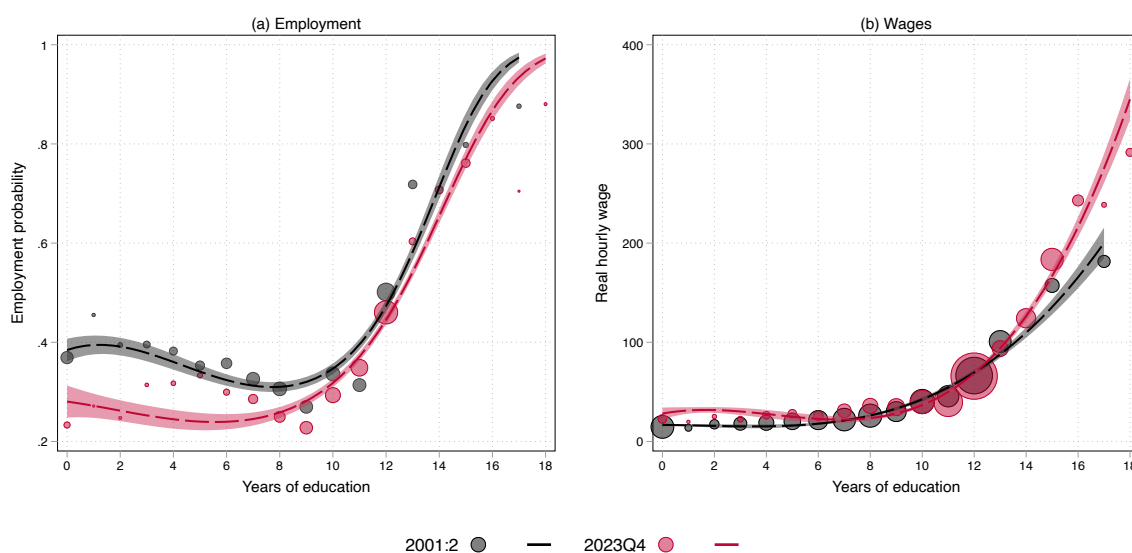 (a) Employment
(b) Wages
Employment probability
1
.8
.6
.4
.2
0 2 4 6 8 10 12 14 16 18
Years of education
Real hourly wage
400
300
200
100
0
0 2 4 6 8 10 12 14 16 18
Years of education
2001:2 2023Q4